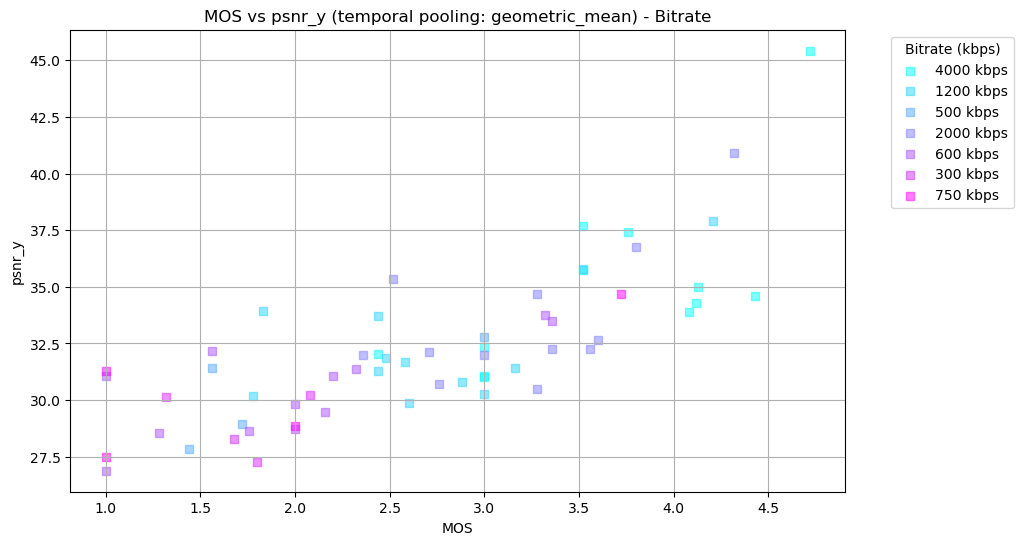 MOS vs psnr_y (temporal pooling: geometric_mean) - Bitrate
Bitrate (kbps)
4000 kbps
1200 kbps
500 kbps
2000 kbps
600 kbps
300 kbps
750 kbps
psnr_y
45.0
42.5
40.0
37.5
35.0
32.5
30.0
27.5
1.0 1.5 2.0 2.5 3.0 3.5 4.0 4.5
MOS